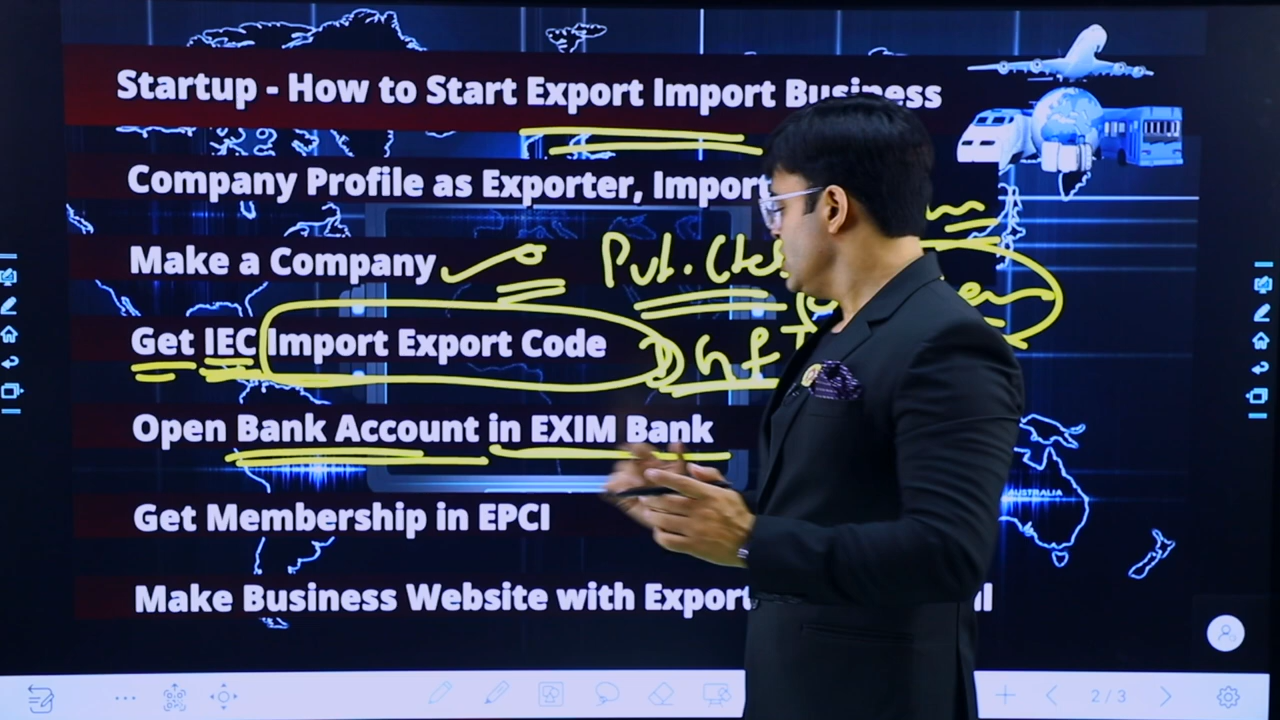 Startup - How to Start Export Import Business
Company Profile as Exporter, Import
Make a Company Pvt.
Get IEC Import Export Code DGFT
Open Bank Account in EXIM Bank
Get Membership in EPCI
AUSTRALIA
Make Business Website with Export
2/3